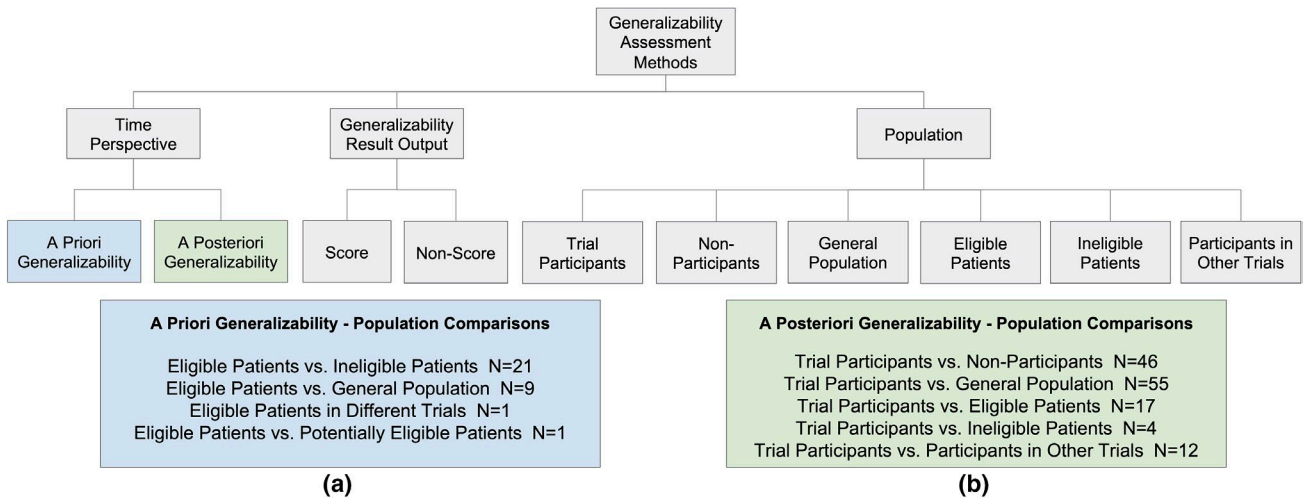 Generalizability
Assessment
Methods
Time
Perspective
Generalizability
Result Output
Population
A Priori
Generalizability
A Posteriori
Generalizability
Score
Non-Score
Trial
Participants
Non-
Participants
General
Population
Eligible
Patients
Ineligible
Patients
Participants in
Other Trials
A Priori Generalizability - Population Comparisons
Eligible Patients vs. Ineligible Patients N=21
Eligible Patients vs. General Population N=9
Eligible Patients in Different Trials N=1
Eligible Patients vs. Potentially Eligible Patients N=1
(a)
A Posteriori Generalizability - Population Comparisons
Trial Participants vs. Non-Participants N=46
Trial Participants vs. General Population N=55
Trial Participants vs. Eligible Patients N=17
Trial Participants vs. Ineligible Patients N=4
Trial Participants vs. Participants in Other Trials N=12
(b)